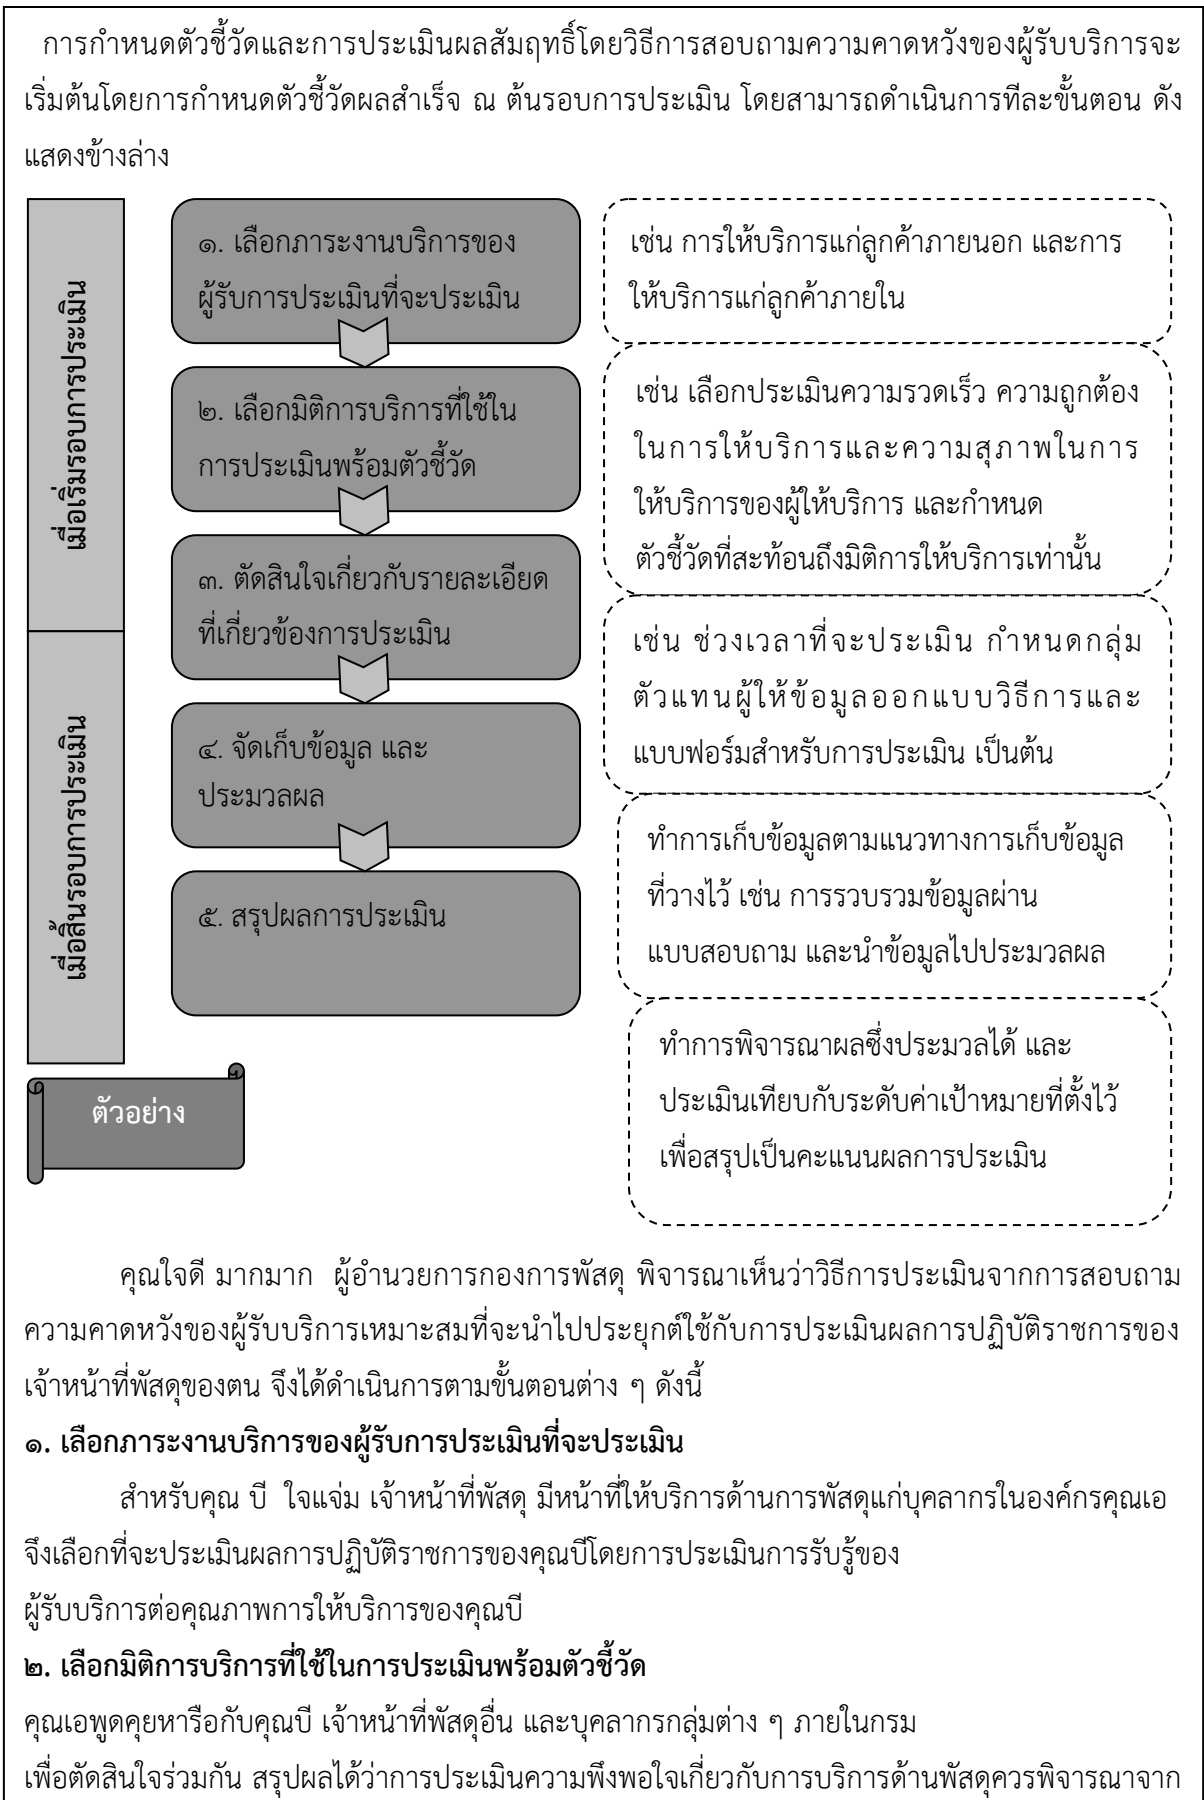 การกำหนดตัวชี้วัดและการประเมินผลสัมฤทธิ์โดยวิธีการสอบถามความคาดหวังของผู้รับบริการจะ
เริ่มต้นโดยการกำหนดตัวชี้วัดผลสำเร็จ ณ ต้นรอบการประเมิน โดยสามารถดำเนินการทีละขั้นตอน ดัง
แสดงข้างล่าง
เมื่อเริ่มรอบการประเมิน
เมื่อสิ้นรอบการประเมิน
๑. เลือกภาระงานบริการของ
ผู้รับการประเมินที่จะประเมิน
เช่น การให้บริการแก่ลูกค้าภายนอก และการ
ให้บริการแก่ลูกค้าภายใน
๒. เลือกมิติการบริการที่ใช้ใน
การประเมินพร้อมตัวชี้วัด
เช่น เลือกประเมินความรวดเร็ว ความถูกต้อง
ในการให้บริการและความสุภาพในการ
ให้บริการของผู้ให้บริการ และกำหนด
ตัวชี้วัดที่สะท้อนถึงมิติการให้บริการเท่านั้น
๓. ตัดสินใจเกี่ยวกับรายละเอียด
ที่เกี่ยวข้องการประเมิน
เช่น ช่วงเวลาที่จะประเมิน กำหนดกลุ่ม
ตัวแทนผู้ให้ข้อมูลออกแบบวิธีการและ
แบบฟอร์มสำหรับการประเมิน เป็นต้น
๔. จัดเก็บข้อมูล และ
ประมวลผล
ทำการเก็บข้อมูลตามแนวทางการเก็บข้อมูล
ที่วางไว้ เช่น การรวบรวมข้อมูลผ่าน
แบบสอบถาม และนำข้อมูลไปประมวลผล
๕. สรุปผลการประเมิน
ทำการพิจารณาผลซึ่งประมวลได้ และ
ประเมินเทียบกับระดับค่าเป้าหมายที่ตั้งไว้
เพื่อสรุปเป็นคะแนนผลการประเมิน
ตัวอย่าง
คุณใจดี มากมาก ผู้อำนวยการกองการพัสดุ พิจารณาเห็นว่าวิธีการประเมินจากการสอบถาม
ความคาดหวังของผู้รับบริการเหมาะสมที่จะนำไปประยุกต์ใช้กับการประเมินผลการปฏิบัติราชการของ
เจ้าหน้าที่พัสดุของตน จึงได้ดำเนินการตามขั้นตอนต่าง ๆ ดังนี้
๑. เลือกภาระงานบริการของผู้รับการประเมินที่จะประเมิน
สำหรับคุณ บี ใจแจ่ม เจ้าหน้าที่พัสดุ มีหน้าที่ให้บริการด้านการพัสดุแก่บุคลากรในองค์กรคุณเอ
จึงเลือกที่จะประเมินผลการปฏิบัติราชการของคุณบีโดยการประเมินการรับรู้ของ
ผู้รับบริการต่อคุณภาพการให้บริการของคุณบี
๒. เลือกมิติการบริการที่ใช้ในการประเมินพร้อมตัวชี้วัด
คุณเอพูดคุยหารือกับคุณบี เจ้าหน้าที่พัสดุอื่น และบุคลากรกลุ่มต่าง ๆ ภายในกรม
เพื่อตัดสินใจร่วมกัน สรุปผลได้ว่าการประเมินความพึงพอใจเกี่ยวกับการบริการด้านพัสดุควรพิจารณาจาก